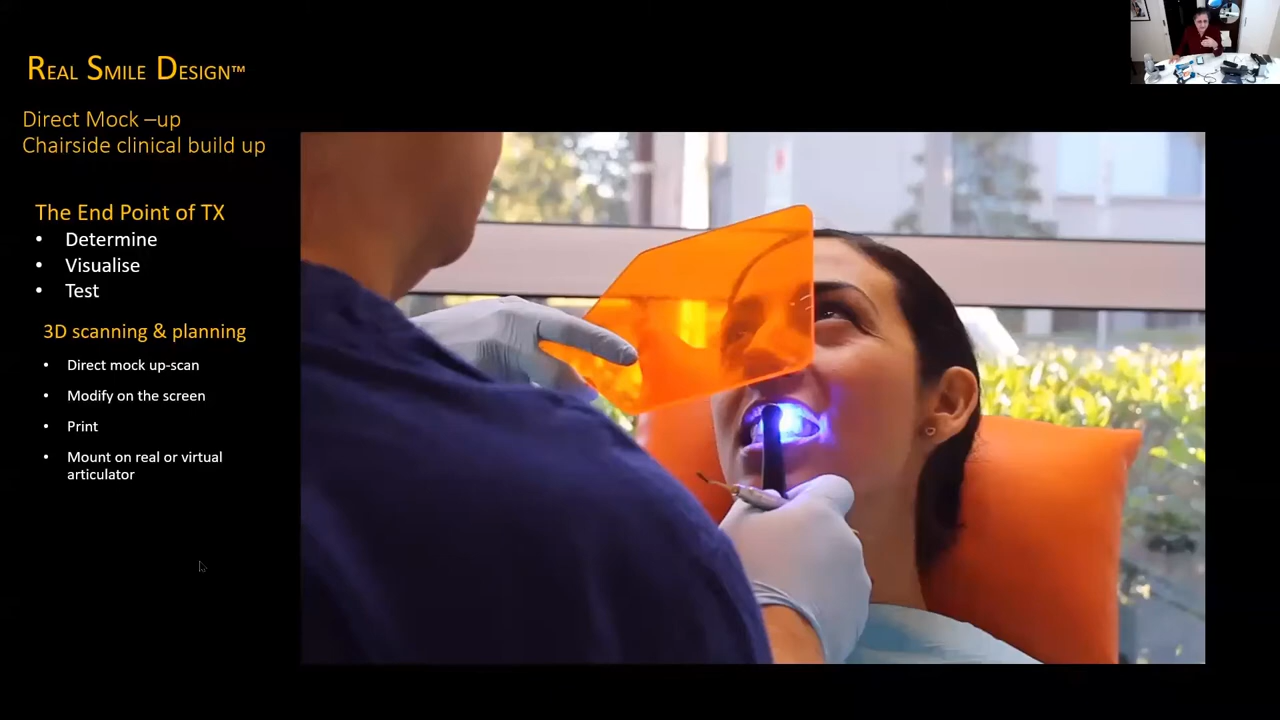 REAL SMILE DESIGN™
Direct Mock –up
Chairside clinical build up
The End Point of TX
• Determine
• Visualise
• Test
3D scanning & planning
• Direct mock up-scan
• Modify on the screen
• Print
• Mount on real or virtual
articulator